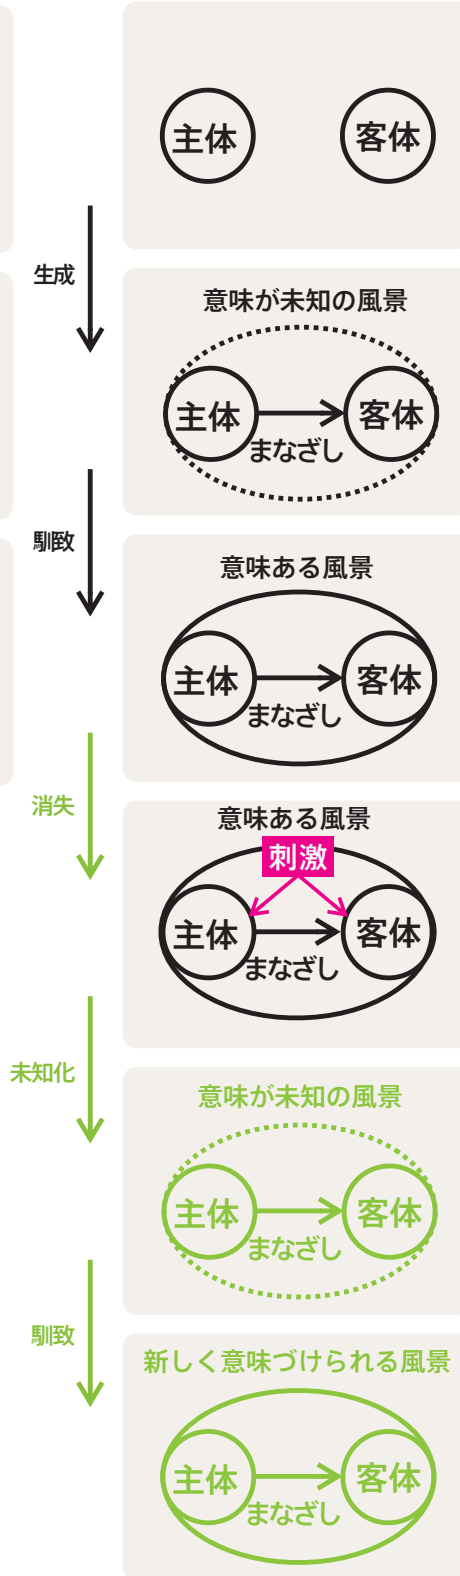 主体
客体
生成
意味が未知の風景
主体
客体
まなざし
馴致
意味ある風景
主体
客体
まなざし
消失
意味ある風景
刺激
主体
客体
まなざし
未知化
意味が未知の風景
主体
客体
まなざし
馴致
新しく意味づけられる風景
主体
客体
まなざし